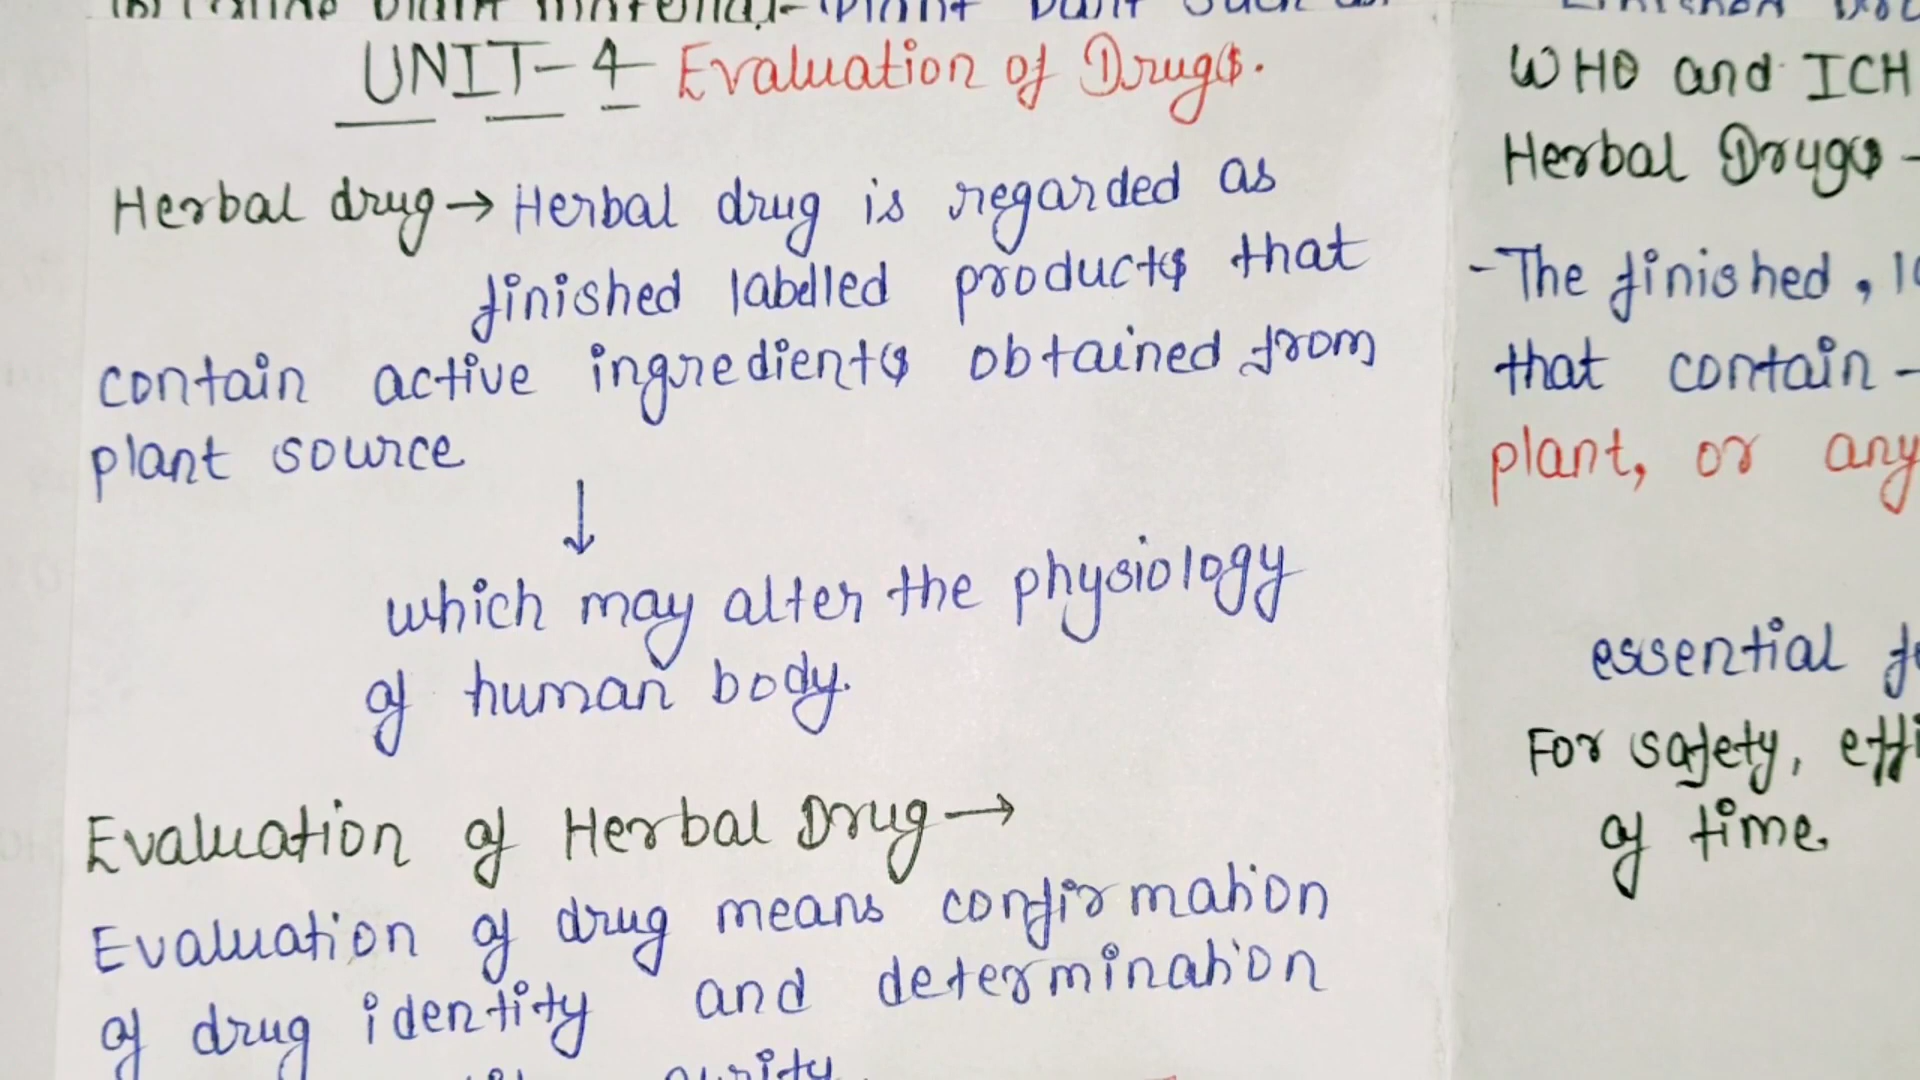 UNIT-4 Evaluation of Drugs.
Herbal drug → Herbal drug is regarded as
finished labelled products that
contain active ingredients obtained from
plant source
↓
which may alter the physiology
of human body.
Evaluation of Herbal Drug →
Evaluation of drug means confirmation
of drug identity and determination
purity
WHO and ICH
Herbal Drugs -
- The finished,
that contain -
plant, or any
essential
For safety,
of time.